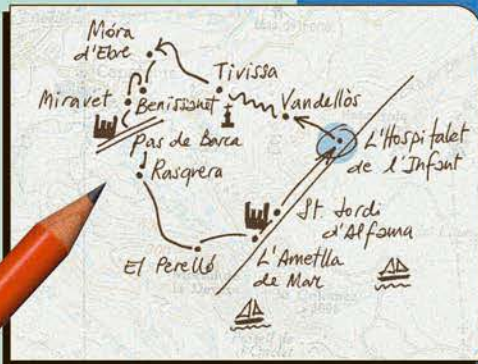 Móra
d'Ebre
Tivissa
Miravet
Benissanet
Vandellòs
L'Hospitalet
de l'Infant
Pas de Barca
Rasquera
St. Jordi
d'Alfama
El Perelló
L'Ametlla
de Mar